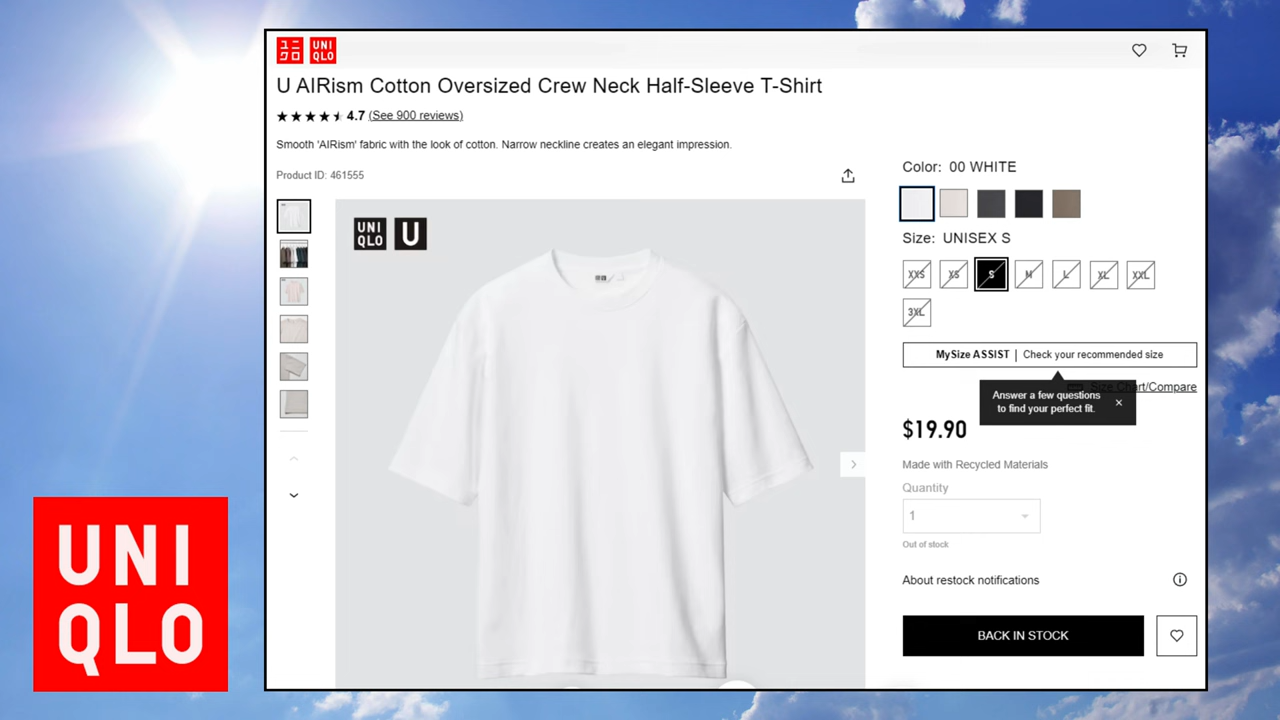 ユニ
クロ
UNI
QLO
U AIRism Cotton Oversized Crew Neck Half-Sleeve T-Shirt
4.7 (See 900 reviews)
Smooth 'AIRism' fabric with the look of cotton. Narrow neckline creates an elegant impression.
Product ID: 461555
UNI
QLO
U
Color: 00 WHITE
Size: UNISEX S
XXS XS S M L XL XXL
3XL
MySize ASSIST | Check your recommended size
Size Chart/Compare
Answer a few questions
to find your perfect fit.
$19.90
Made with Recycled Materials
Quantity
1
Out of stock
About restock notifications
BACK IN STOCK
UNI
QLO